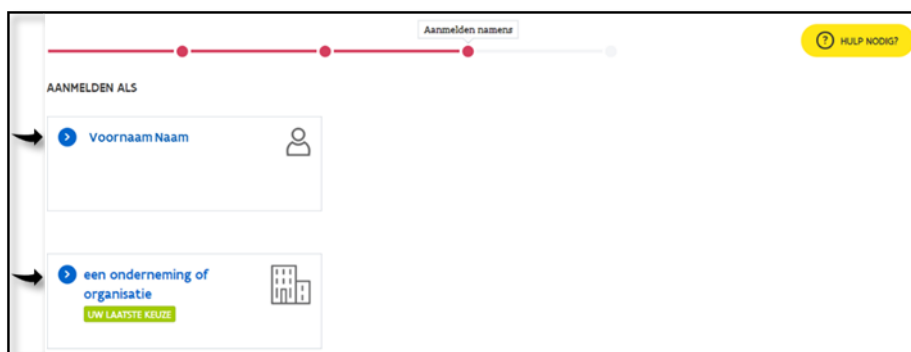 Aanmelden namens
? HULP NODIG?
AANMELDEN ALS
Voornaam Naam
een onderneming of
organisatie
UW LAATSTE KEUZE